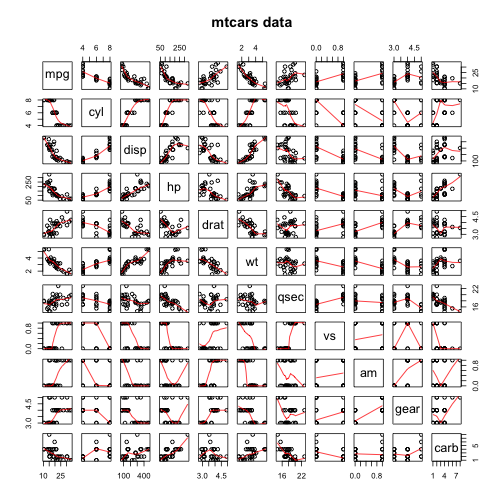 mtcars data
4 6 8 50 250 2 4 0.0 0.8 3.0 4.5
mpg
10 25
cyl
4 6 8
disp
100
hp
50 250
drat
3.0 4.5
wt
2 4
qsec
16 22
vs
0.0 0.8
am
0.0 0.8
gear
3.0 4.5
carb
1 5
10 25 100 400 3.0 4.5 16 22 0.0 0.8 1 4 7